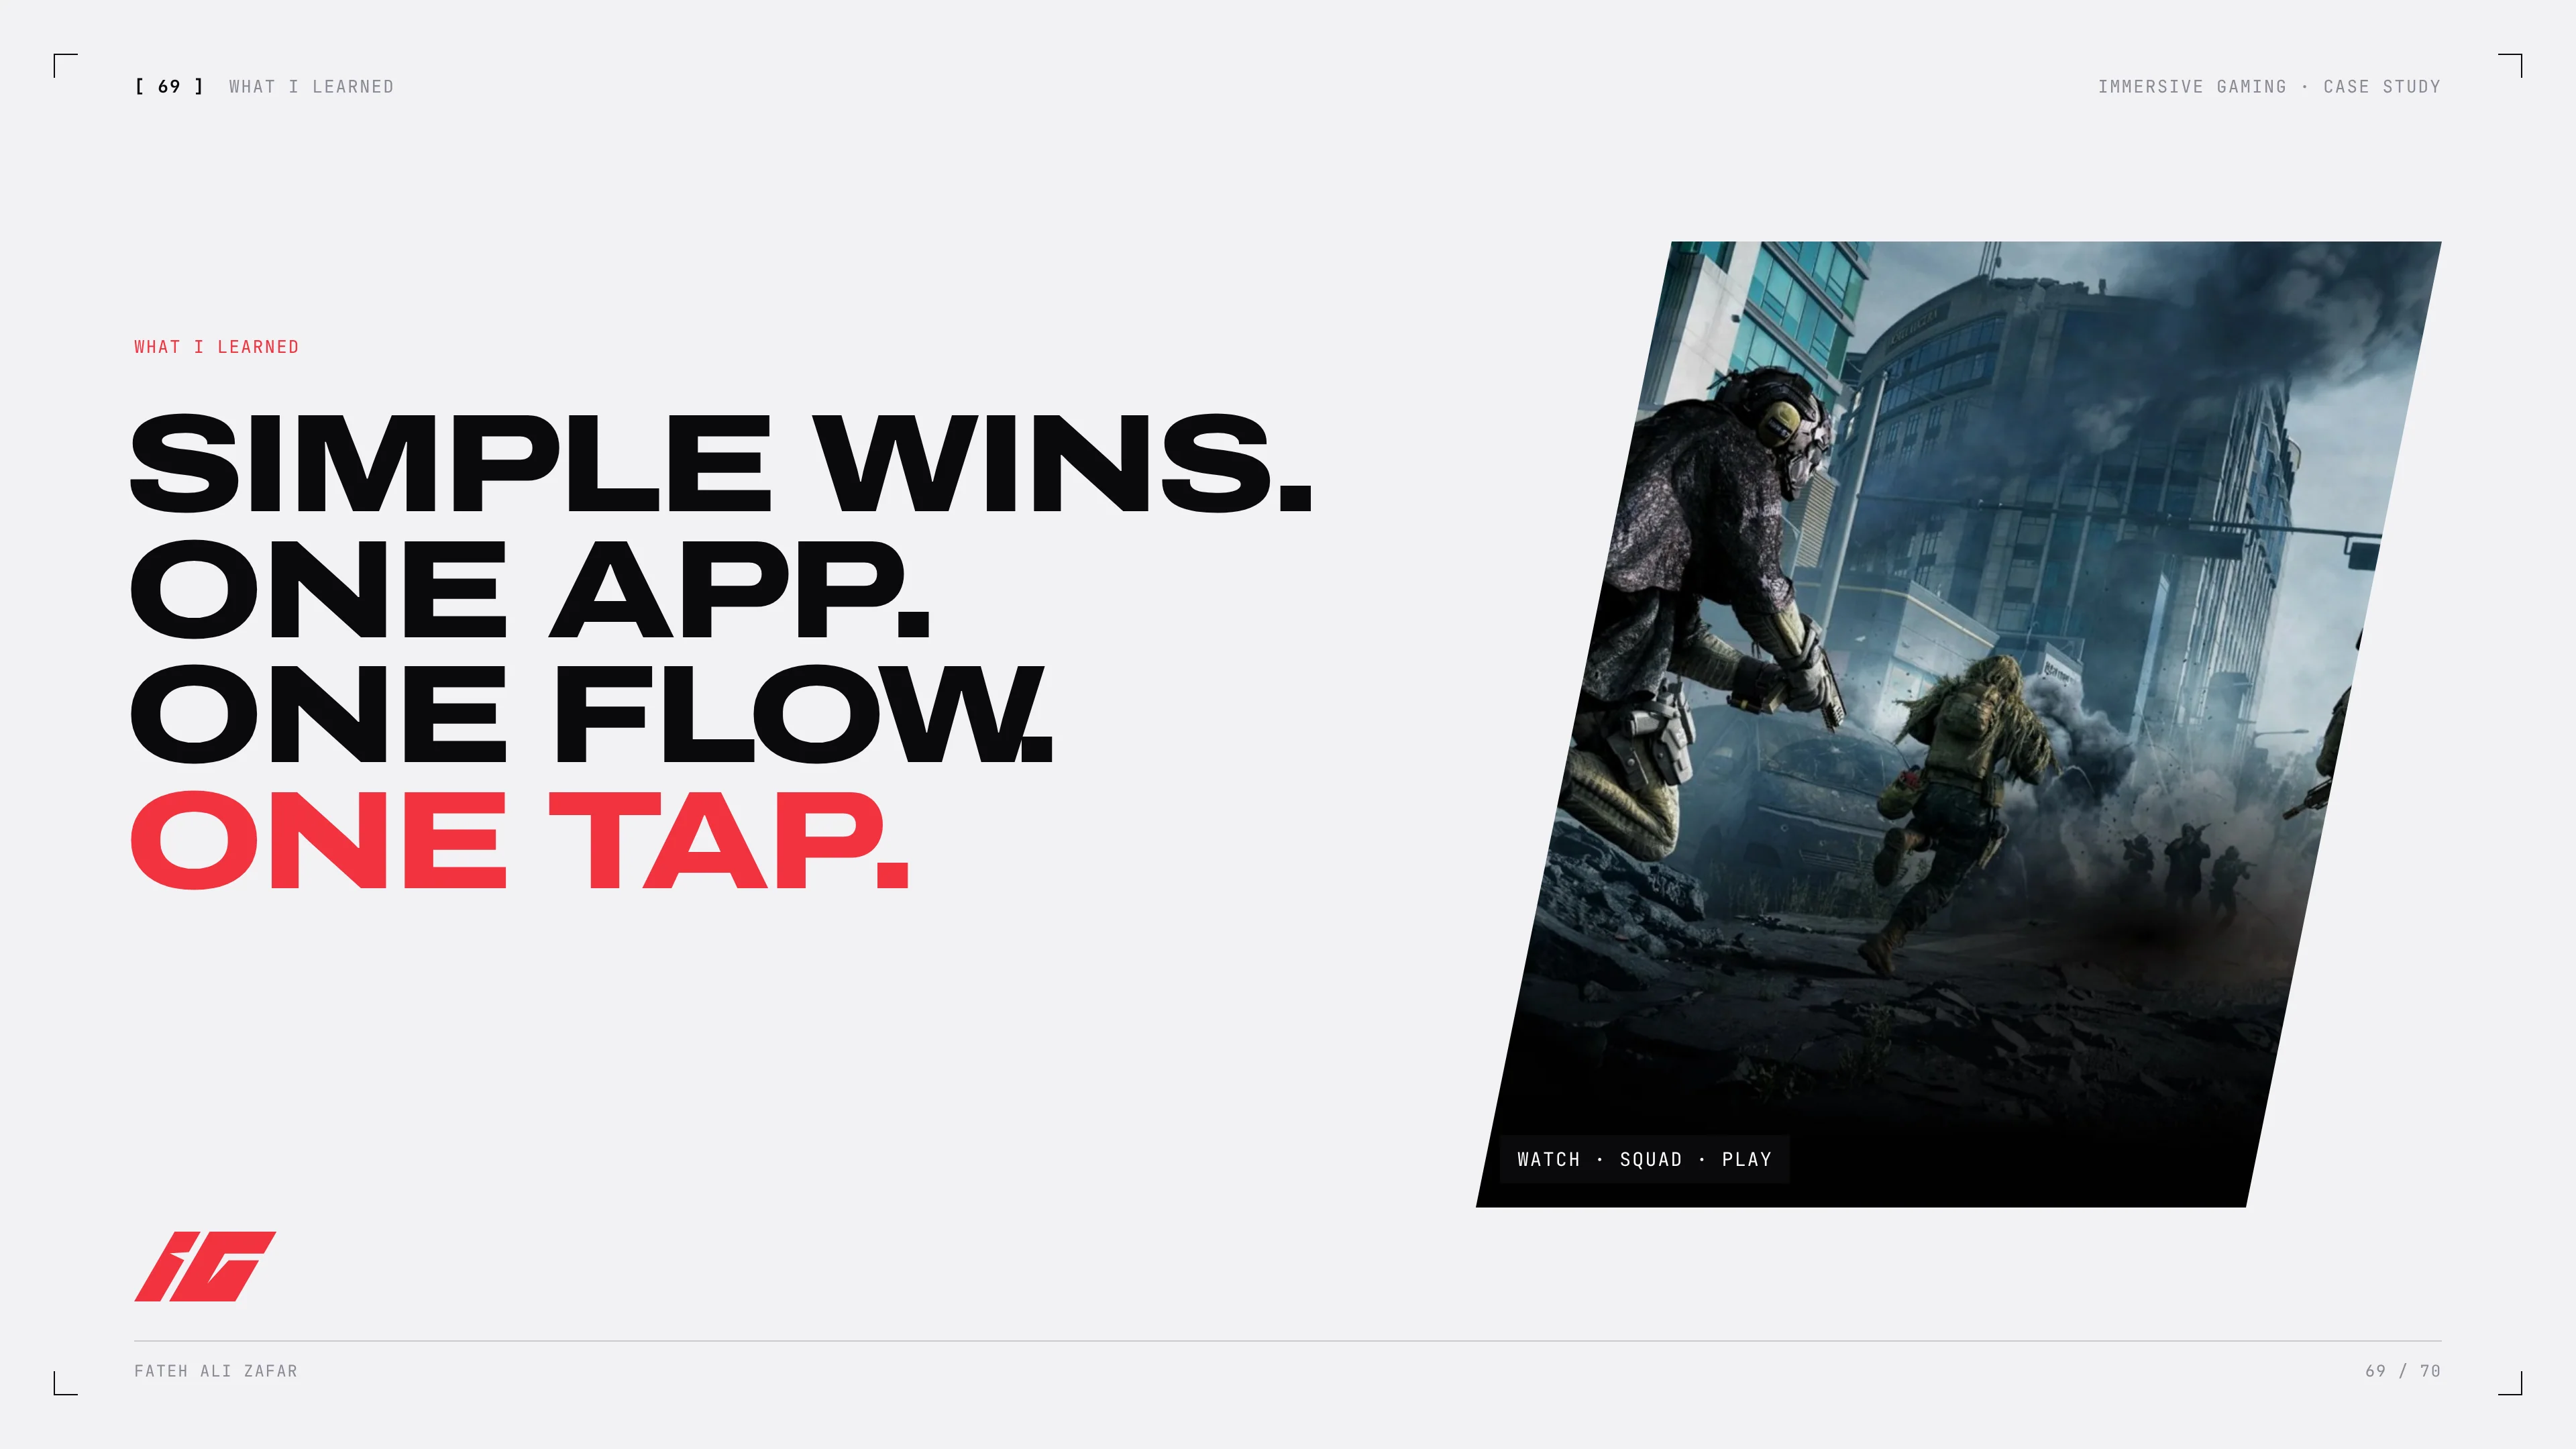 [ 69 ] WHAT I LEARNED
IMMERSIVE GAMING · CASE STUDY
WHAT I LEARNED
SIMPLE WINS.
ONE APP.
ONE FLOW.
ONE TAP.
WATCH · SQUAD · PLAY
iG
FATEH ALI ZAFAR
69 / 70